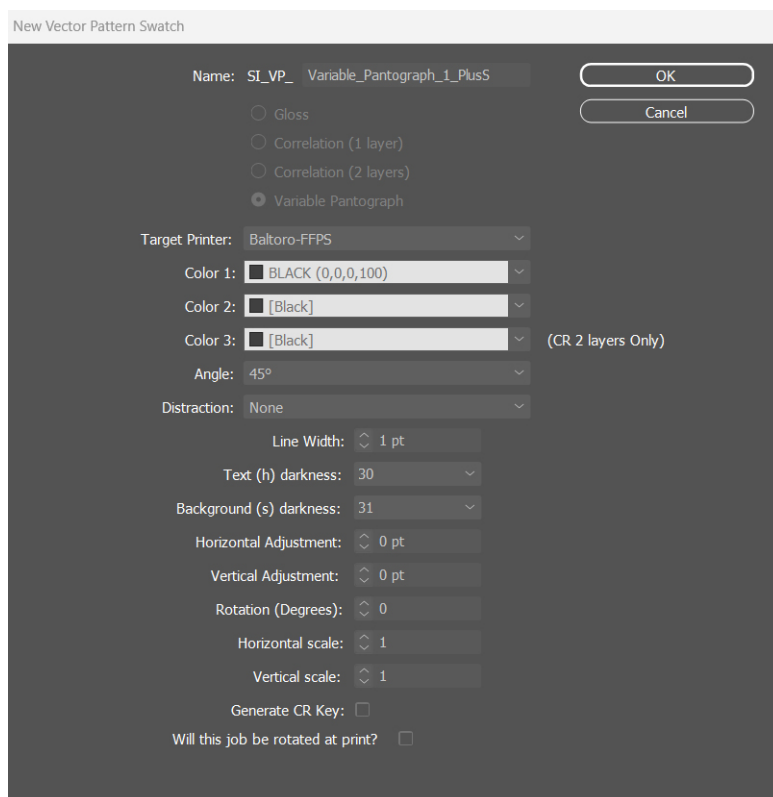 New Vector Pattern Swatch
Name: SI_VP_ Variable_Pantograph_1_PlusS OK
Gloss Cancel
Correlation (1 layer)
Correlation (2 layers)
Variable Pantograph
Target Printer: Baltoro-FFPS
Color 1: BLACK (0,0,0,100)
Color 2: [Black]
Color 3: [Black] (CR 2 layers Only)
Angle: 45°
Distraction: None
Line Width: 1 pt
Text (h) darkness: 30
Background (s) darkness: 31
Horizontal Adjustment: 0 pt
Vertical Adjustment: 0 pt
Rotation (Degrees): 0
Horizontal scale: 1
Vertical scale: 1
Generate CR Key:
Will this job be rotated at print?